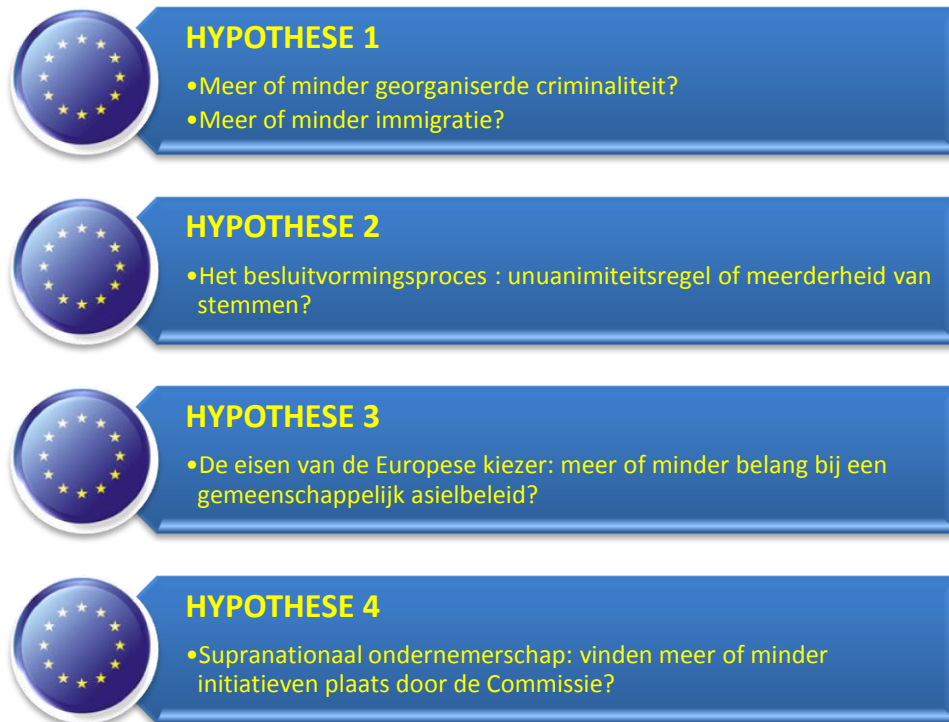 HYPOTHESE 1
•Meer of minder georganiseerde criminaliteit?
•Meer of minder immigratie?
HYPOTHESE 2
•Het besluitvormingsproces : unuanimiteitsregel of meerderheid van
stemmen?
HYPOTHESE 3
•De eisen van de Europese kiezer: meer of minder belang bij een
gemeenschappelijk asielbeleid?
HYPOTHESE 4
•Supranationaal ondernemerschap: vinden meer of minder
initiatieven plaats door de Commissie?